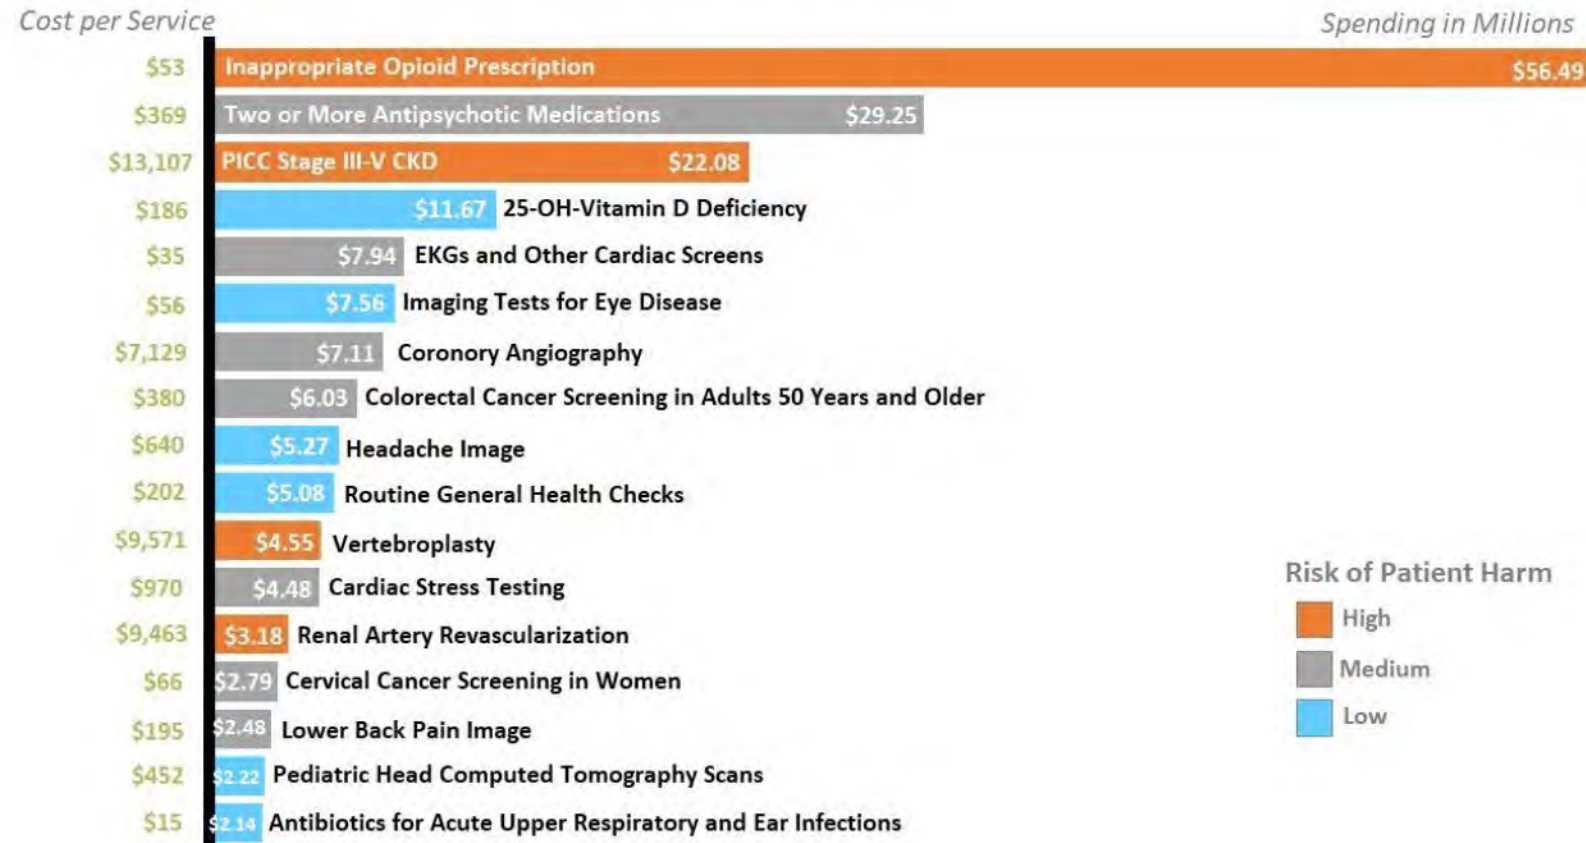 Cost per Service Spending in Millions
$53 Inappropriate Opioid Prescription $56.49
$369 Two or More Antipsychotic Medications $29.25
$13,107 PICC Stage III-V CKD $22.08
$186 $11.67 25-OH-Vitamin D Deficiency
$35 $7.94 EKGs and Other Cardiac Screens
$56 $7.56 Imaging Tests for Eye Disease
$7,129 $7.11 Coronory Angiography
$380 $6.03 Colorectal Cancer Screening in Adults 50 Years and Older
$640 $5.27 Headache Image
$202 $5.08 Routine General Health Checks
$9,571 $4.55 Vertebroplasty
$970 $4.48 Cardiac Stress Testing
$9,463 $3.18 Renal Artery Revascularization
$66 $2.79 Cervical Cancer Screening in Women
$195 $2.48 Lower Back Pain Image
$452 $2.22 Pediatric Head Computed Tomography Scans
$15 $2.14 Antibiotics for Acute Upper Respiratory and Ear Infections
Risk of Patient Harm
High
Medium
Low